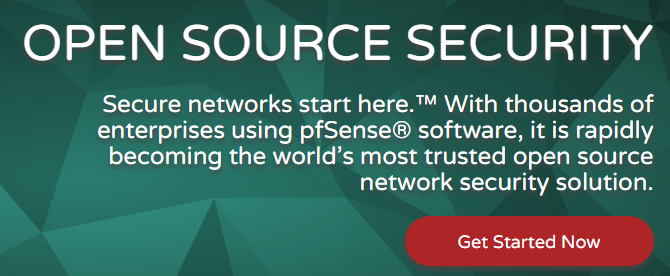 OPEN SOURCE SECURITY
Secure networks start here.™ With thousands of
enterprises using pfSense® software, it is rapidly
becoming the world’s most trusted open source
network security solution.
Get Started Now